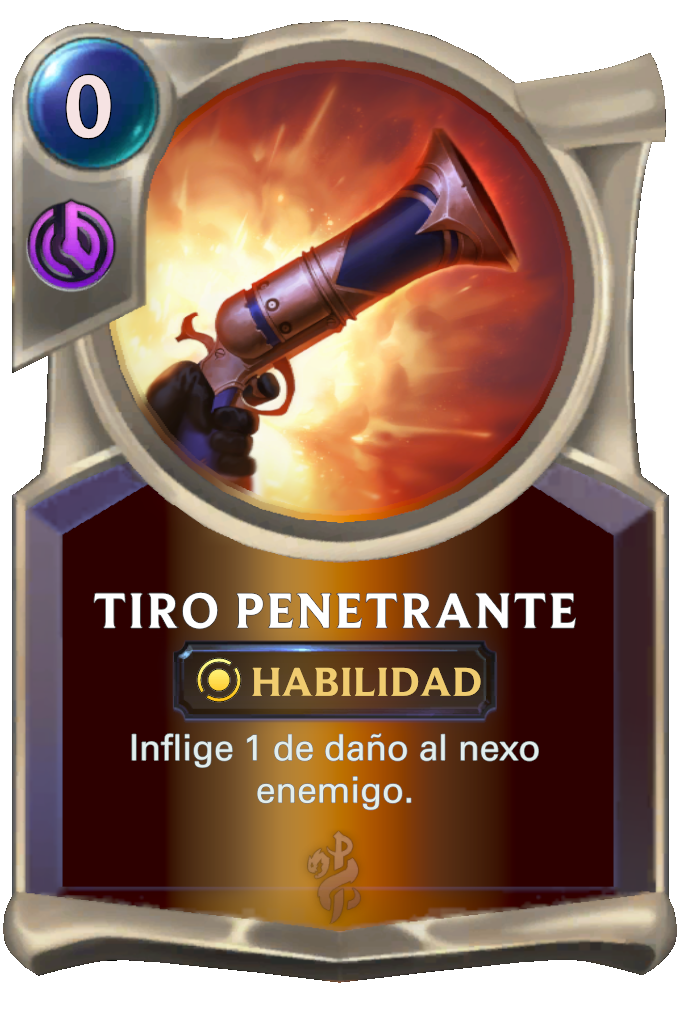 0
TIRO PENETRANTE
HABILIDAD
Inflige 1 de daño al nexo
enemigo.